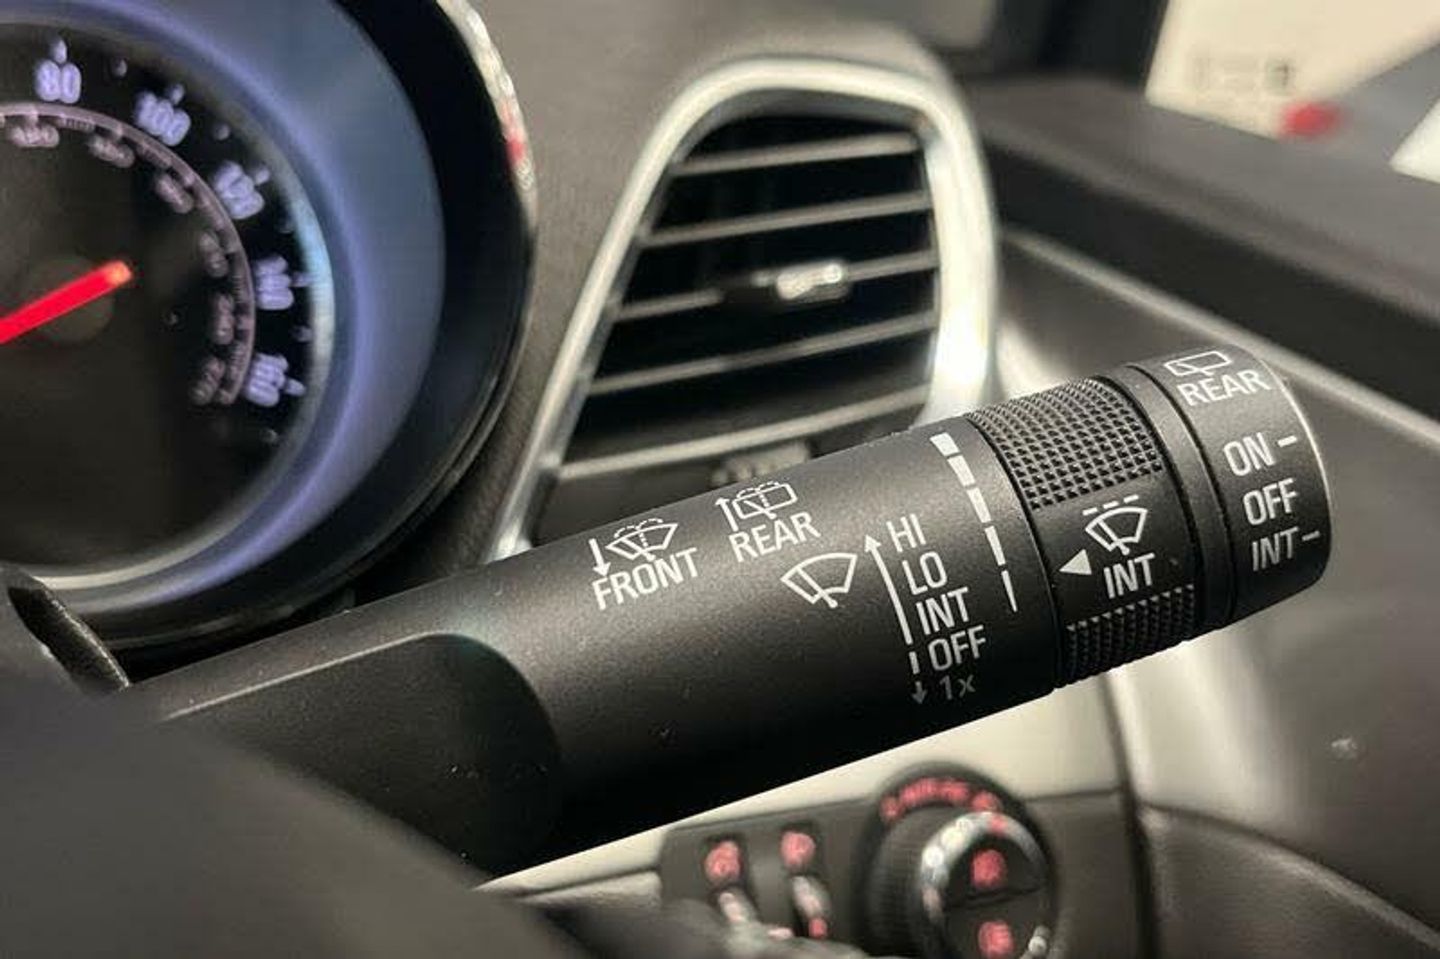 80
100
FRONT
REAR
HI
LO
INT
OFF
1x
INT
REAR
ON
OFF
INT